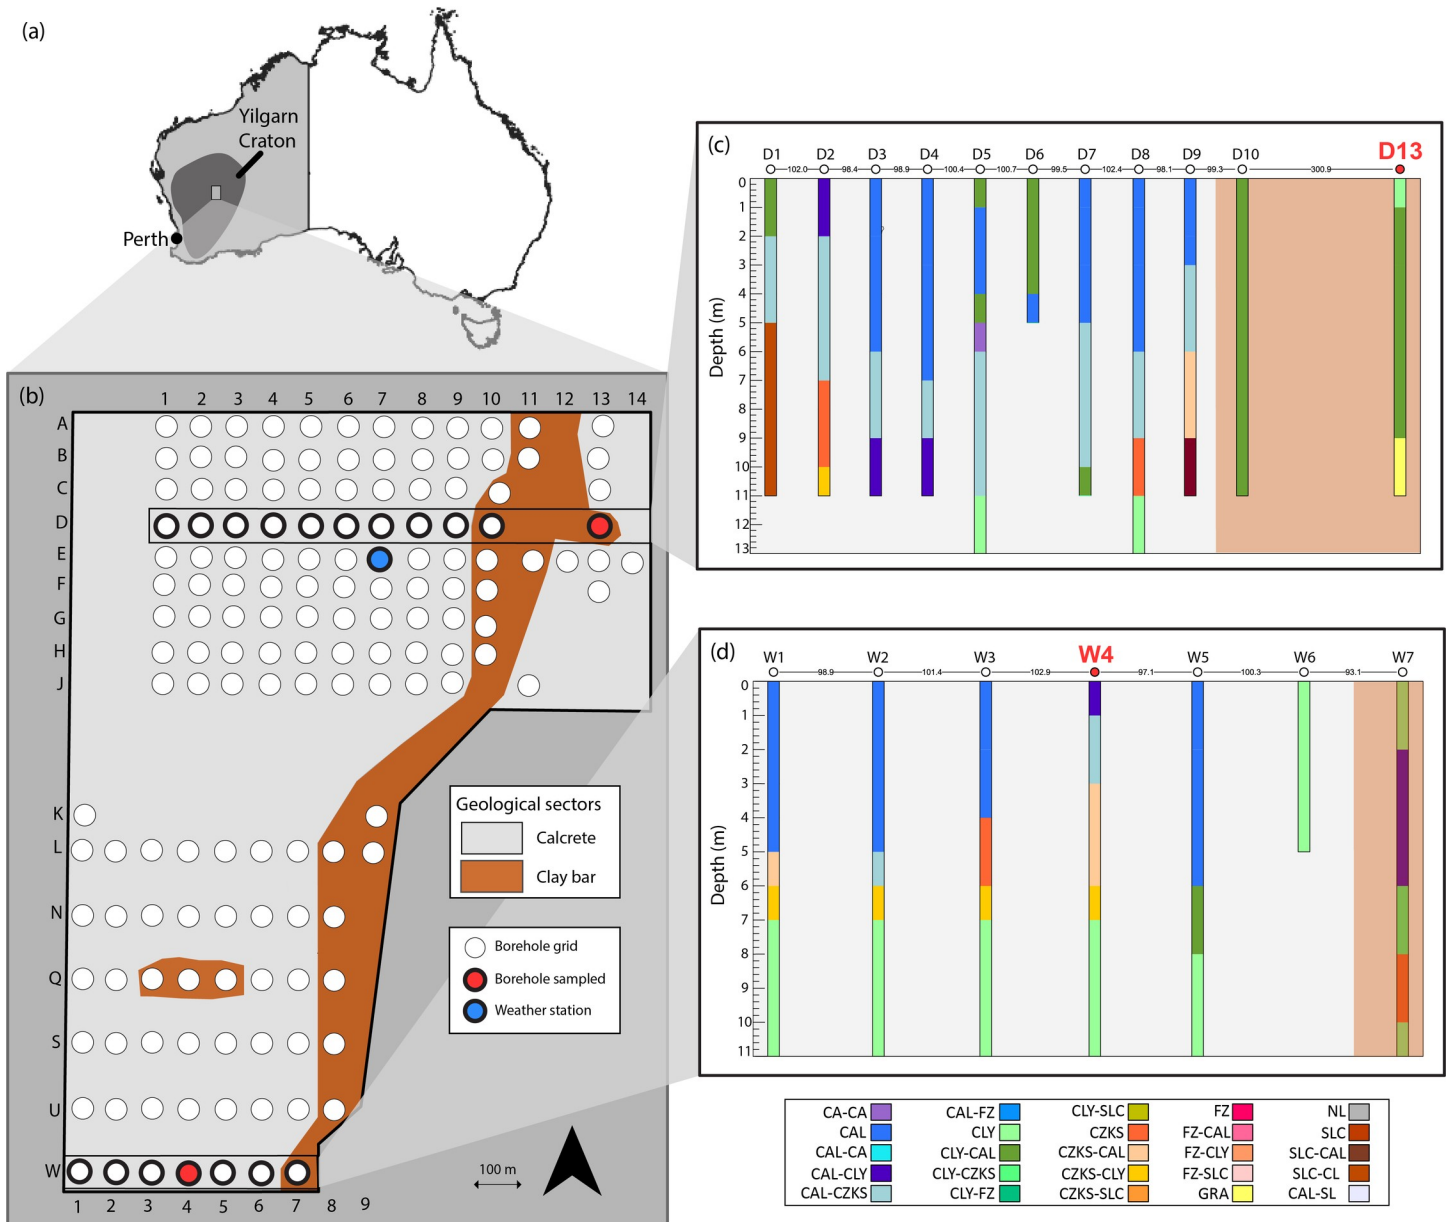 (a)
Yilgarn
Craton
Perth
(b)
1 2 3 4 5 6 7 8 9 10 11 12 13 14
A
B
C
D
E
F
G
H
J
K
L
N
Q
S
U
W
1 2 3 4 5 6 7 8 9
Geological sectors
Calcrete
Clay bar
Borehole grid
Borehole sampled
Weather station
100 m
(c)
D1 D2 D3 D4 D5 D6 D7 D8 D9 D10 D13
102.0 98.4 98.9 100.4 100.7 99.5 102.4 98.1 99.3 300.9
Depth (m)
0
1
2
3
4
5
6
7
8
9
10
11
12
13
(d)
W1 W2 W3 W4 W5 W6 W7
98.9 101.4 102.9 97.1 100.3 93.1
Depth (m)
0
1
2
3
4
5
6
7
8
9
10
11
CA-CA CAL-FZ CLY-SLC FZ NL
CAL CLY CZKS FZ-CAL SLC
CAL-CA CLY-CAL CZKS-CAL FZ-CLY SLC-CAL
CAL-CLY CLY-CZKS CZKS-CLY FZ-SLC SLC-CL
CAL-CZKS CLY-FZ CZKS-SLC GRA CAL-SL